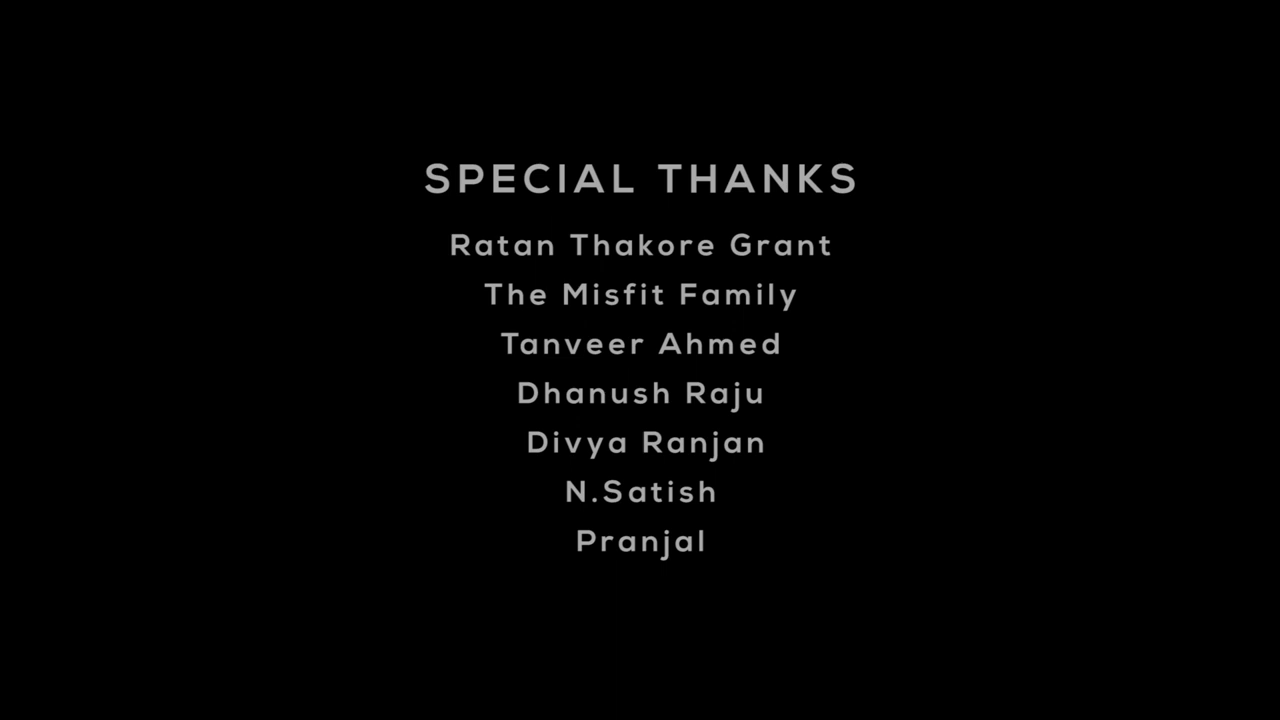 SPECIAL THANKS
Ratan Thakore Grant
The Misfit Family
Tanveer Ahmed
Dhanush Raju
Divya Ranjan
N.Satish
Pranjal